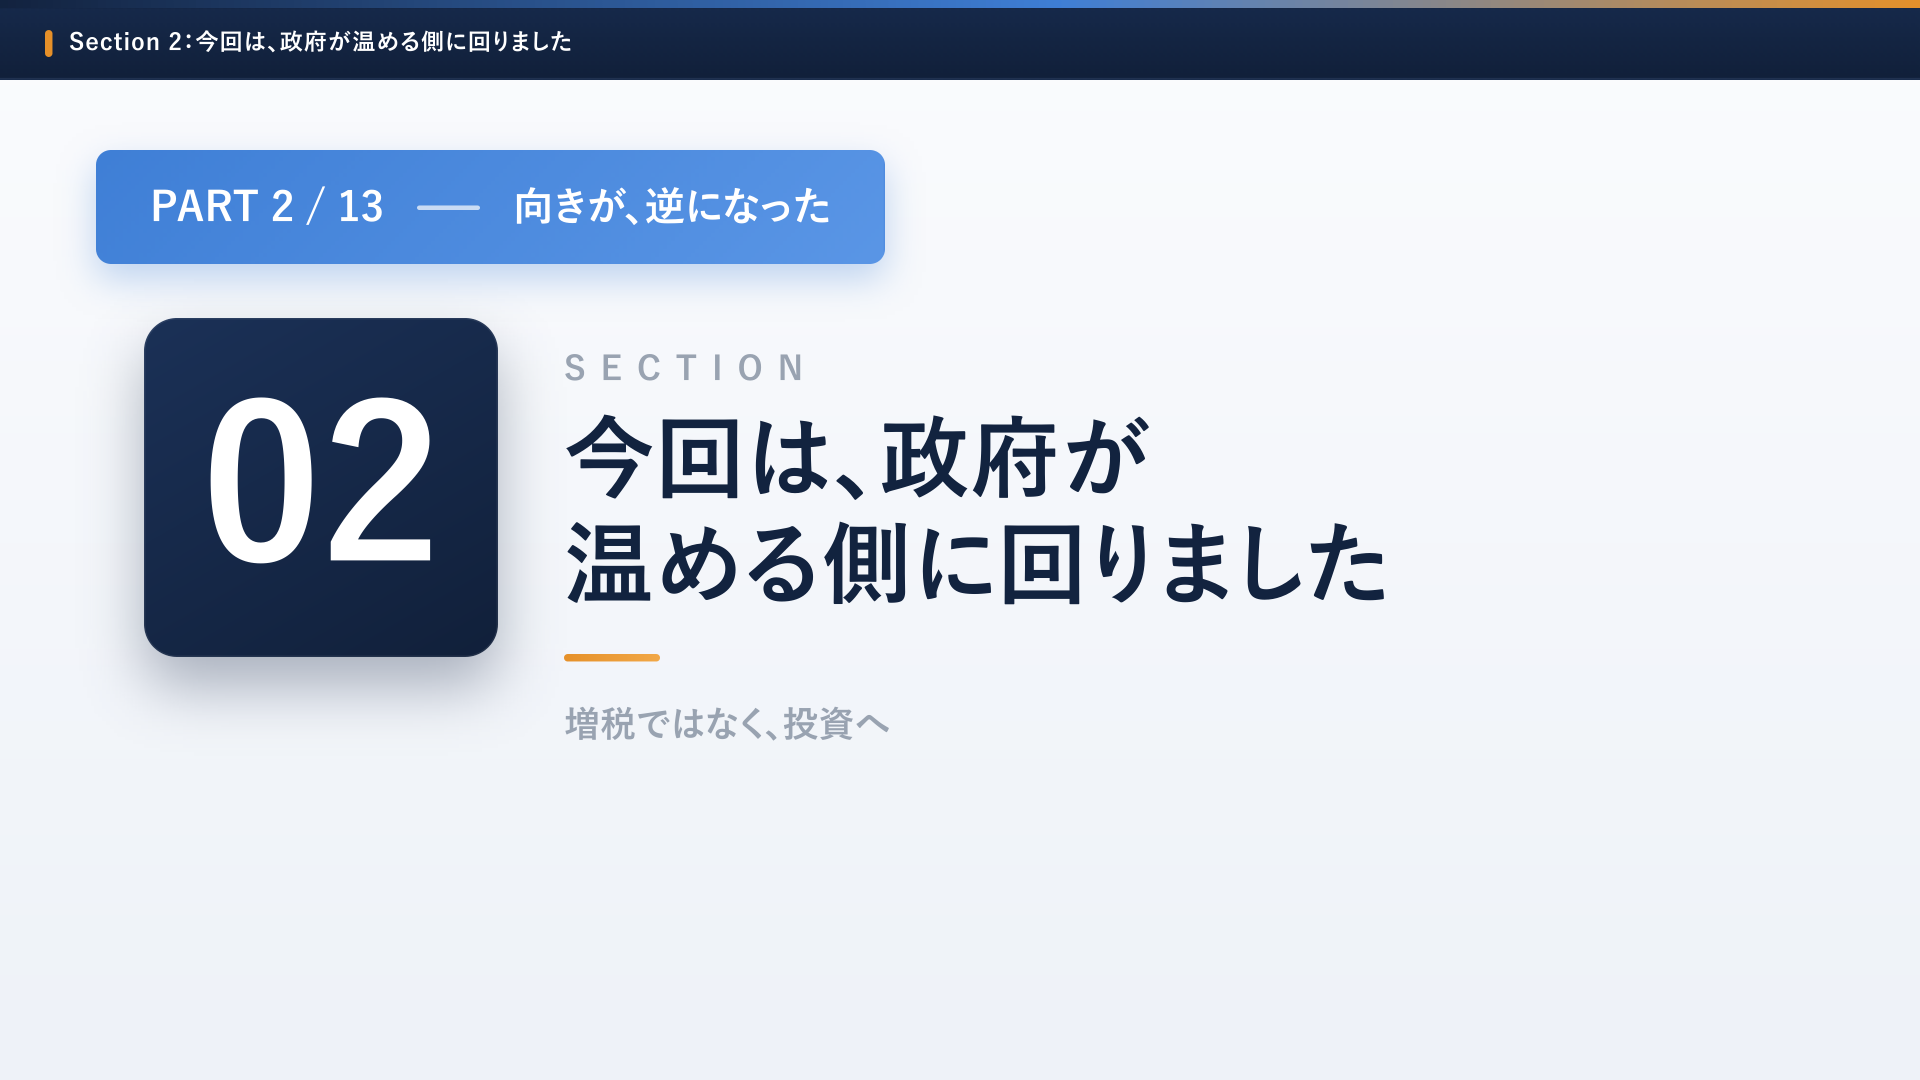 Section 2：今回は、政府が温める側に回りました
PART 2 / 13 — 向きが、逆になった
02
SECTION
今回は、政府が
温める側に回りました
増税ではなく、投資へ